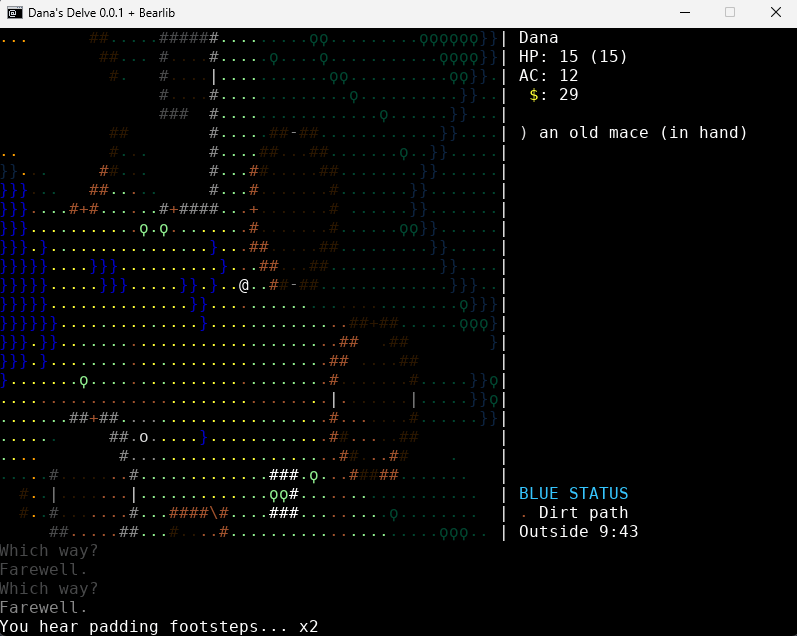 Dana's Delve 0.0.1 + Bearlib
Dana
HP: 15 (15)
AC: 12
$: 29
) an old mace (in hand)
BLUE STATUS
. Dirt path
Outside 9:43
Which way?
Farewell.
Which way?
Farewell.
You hear padding footsteps... x2